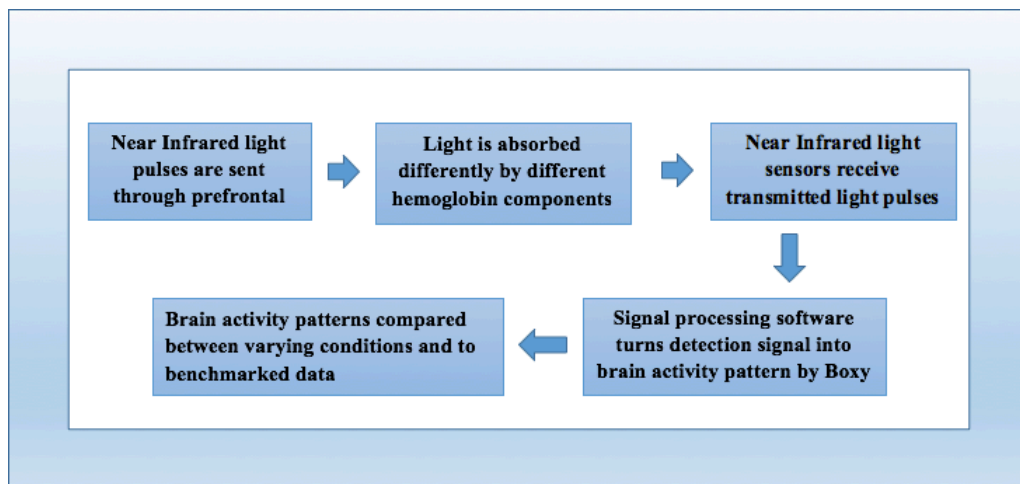 Near Infrared light
pulses are sent
through prefrontal
Light is absorbed
differently by different
hemoglobin components
Near Infrared light
sensors receive
transmitted light pulses
Signal processing software
turns detection signal into
brain activity pattern by Boxy
Brain activity patterns compared
between varying conditions and to
benchmarked data